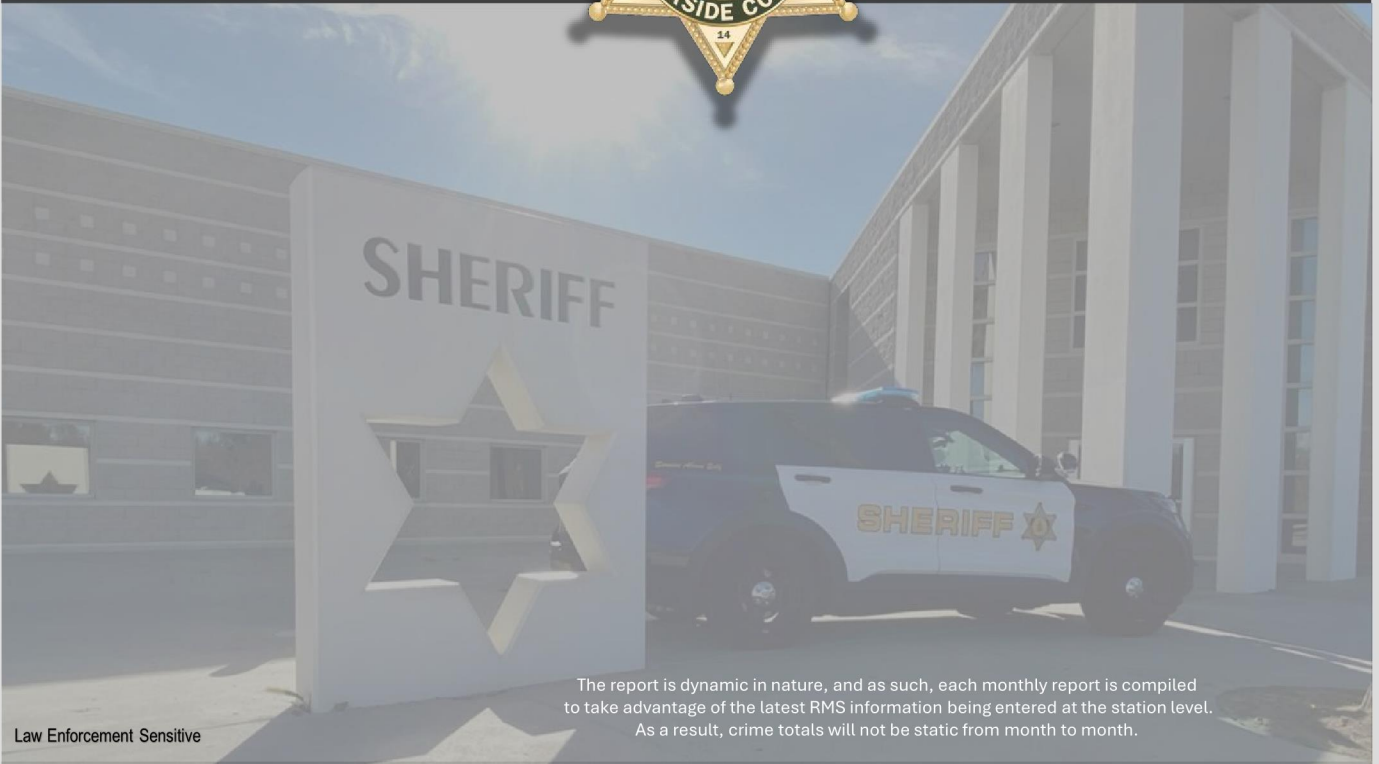 14
SHERIFF
SHERIFF
The report is dynamic in nature, and as such, each monthly report is compiled
to take advantage of the latest RMS information being entered at the station level.
As a result, crime totals will not be static from month to month.
Law Enforcement Sensitive